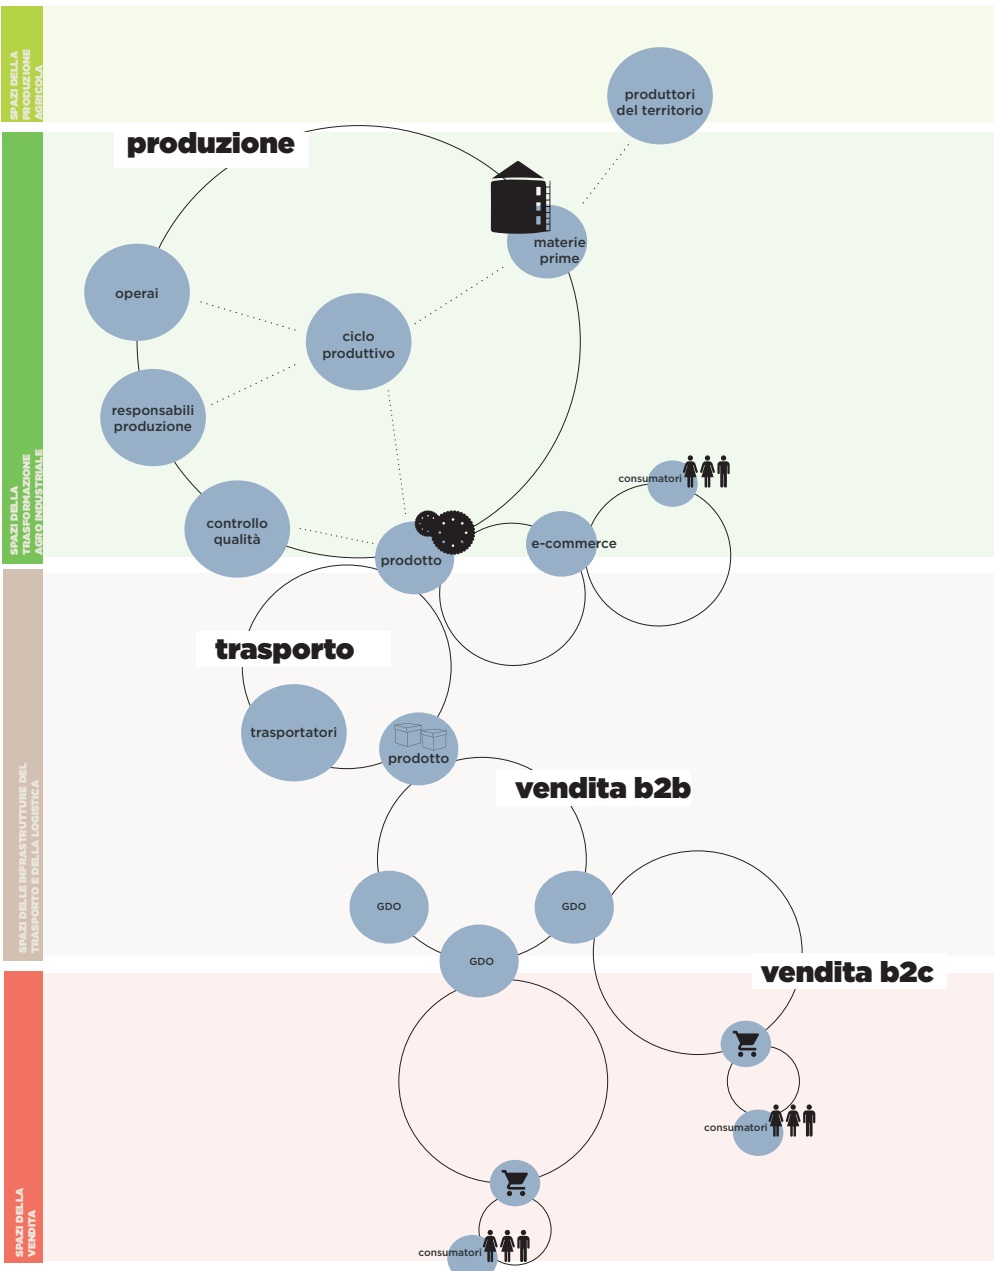 SPAZI DELLA
PRODUZIONE
AGRICOLA
produttori
del territorio
produzione
materie
prime
operai
ciclo
produttivo
responsabili
produzione
SPAZI DELLA
TRASFORMAZIONE
AGRO INDUSTRIALE
consumatori
controllo
qualità
e-commerce
prodotto
trasporto
trasportatori
prodotto
vendita b2b
SPAZI DELLE INFRASTRUTTURE DEL
TRASPORTO E DELLA LOGISTICA
GDO
GDO
GDO
vendita b2c
consumatori
SPAZI DELLA
VENDITA
consumatori